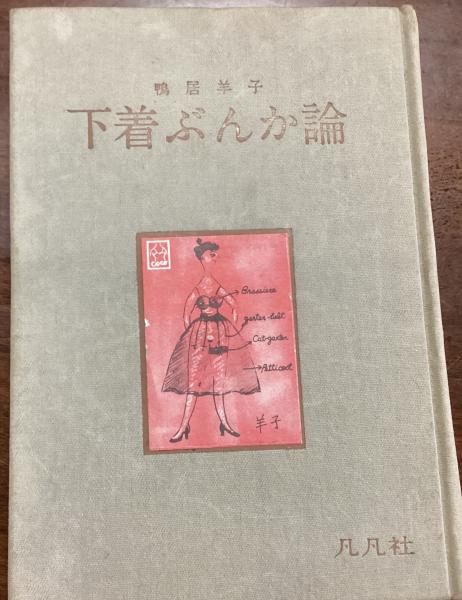 鴨居羊子
下着ぶんか論
Brassiere
garter-belt
Cat-garter
Petticoat
羊子
凡凡社